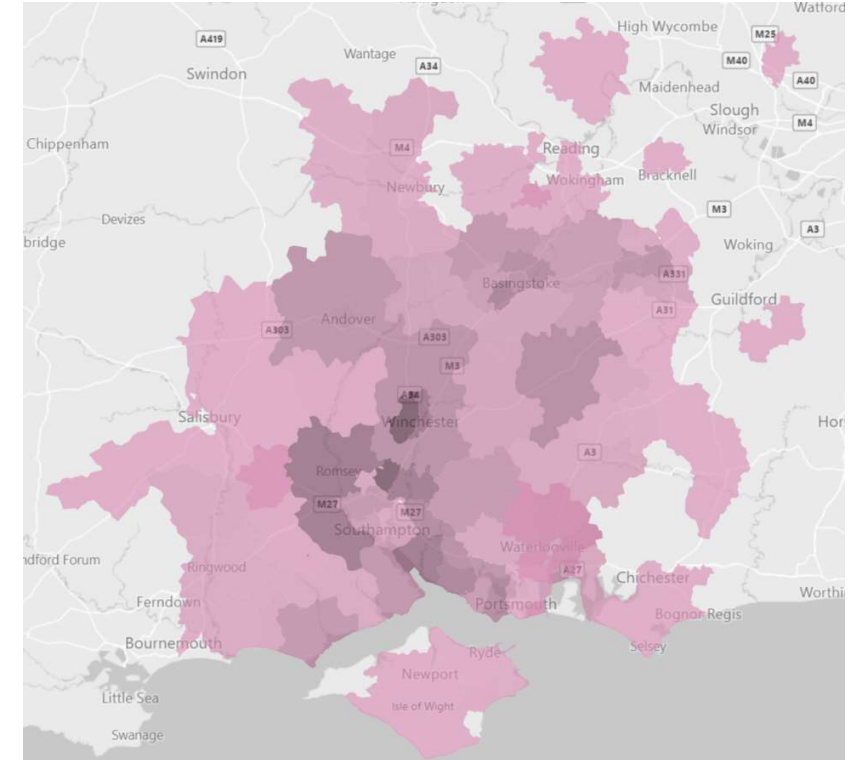 Watford
High Wycombe
M25
A419
M40
Wantage
A34
Swindon
A40
Maidenhead
Slough
M4
Windsor
Chippenham
M4
Reading
Bracknell
Newbury
Wokingham
M3
Devizes
A3
bridge
Woking
A331
Basingstoke
Guildford
A31
Andover
A303
A303
M3
Winchester
Salisbury
Hor
A3
Romsey
M27
M27
Southampton
Waterlooville
ndford Forum
Ringwood
A27
Chichester
Worthi
Ferndown
Portsmouth
Bognor Regis
Bournemouth
Selsey
Ryde
Newport
Little Sea
Isle of Wight
Swanage